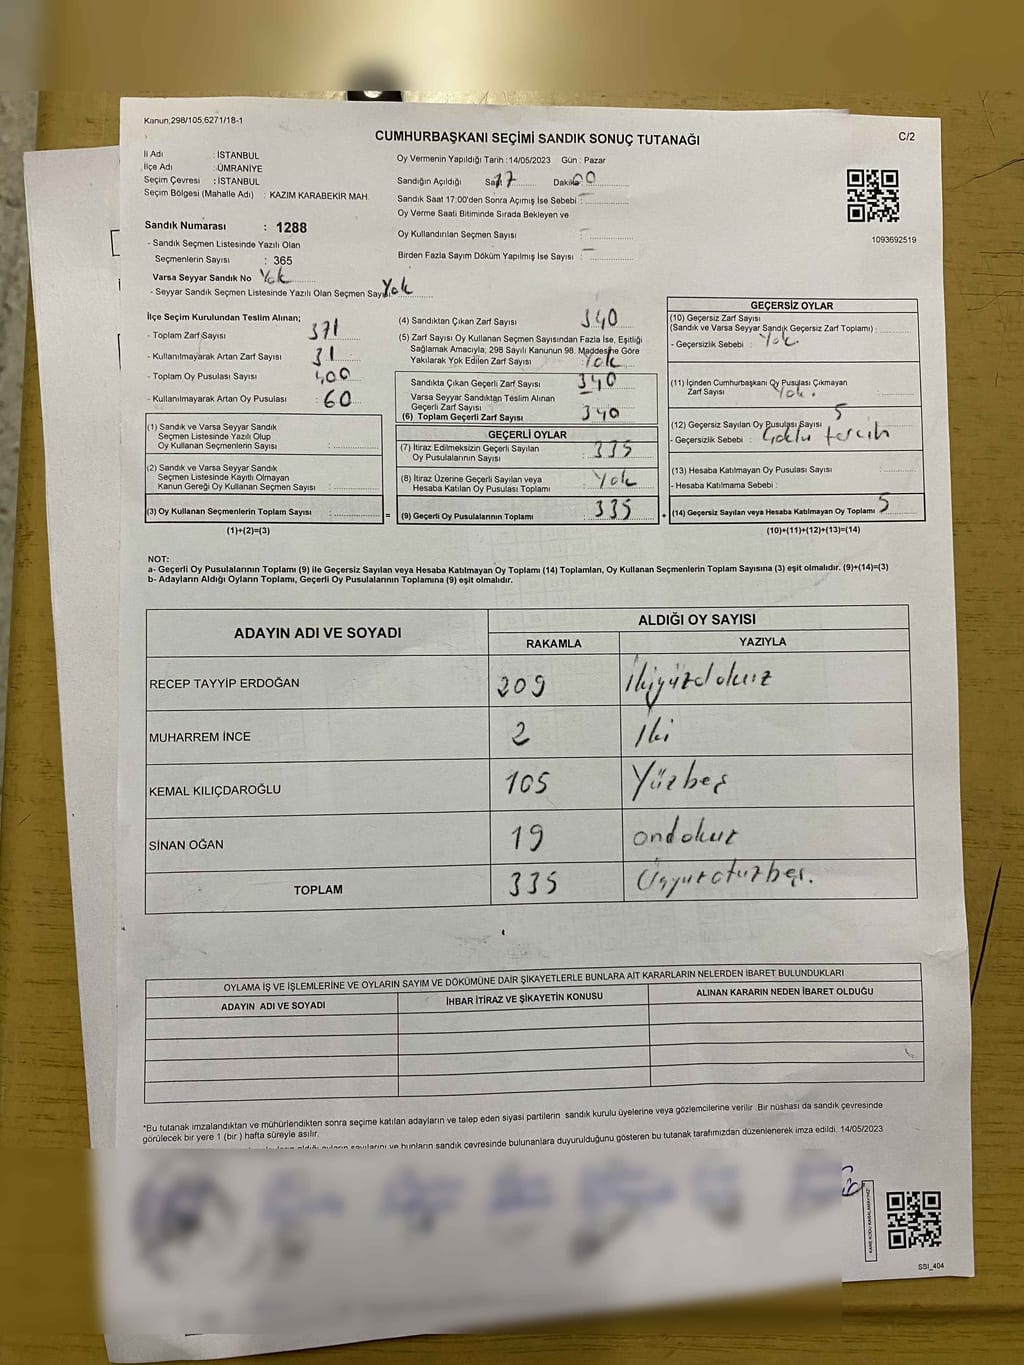 Kanun;298/105,6271/18-1
CUMHURBAŞKANI SEÇİMİ SANDIK SONUÇ TUTANAĞI
C/2
İl Adı : İSTANBUL
İlçe Adı : ÜMRANİYE
Seçim Çevresi : İSTANBUL
Seçim Bölgesi (Mahalle Adı) : KAZIM KARABEKİR MAH.
Oy Vermenin Yapıldığı Tarih :14/05/2023 Gün : Pazar
Sandığın Açıldığı Saat 17 Dakika 00
Sandık Saat 17:00'den Sonra Açımış İse Sebebi :
Oy Verme Saati Bitiminde Sırada Bekleyen ve
Oy Kullandırılan Seçmen Sayısı : -
Birden Fazla Sayım Döküm Yapılmış İse Sayısı : -
1093692519
Sandık Numarası : 1288
- Sandık Seçmen Listesinde Yazılı Olan
Seçmenlerin Sayısı : 365
Varsa Seyyar Sandık No Yok
- Seyyar Sandık Seçmen Listesinde Yazılı Olan Seçmen Sayısı Yok
İlçe Seçim Kurulundan Teslim Alınan;
- Toplam Zarf Sayısı : 371
- Kullanılmayarak Artan Zarf Sayısı : 31
- Toplam Oy Pusulası Sayısı : 400
- Kullanılmayarak Artan Oy Pusulası : 60
(1) Sandık ve Varsa Seyyar Sandık
Seçmen Listesinde Yazılı Olup
Oy Kullanan Seçmenlerin Sayısı :
(2) Sandık ve Varsa Seyyar Sandık
Seçmen Listesinde Kayıtlı Olmayan
Kanun Gereği Oy Kullanan Seçmen Sayısı :
(3) Oy Kullanan Seçmenlerin Toplam Sayısı :
(1)+(2)=(3)
(4) Sandıktan Çıkan Zarf Sayısı : 340
(5) Zarf Sayısı Oy Kullanan Seçmen Sayısından Fazla İse, Eşitliği
Sağlamak Amacıyla; 298 Sayılı Kanunun 98. Maddesine Göre
Yakılarak Yok Edilen Zarf Sayısı : Yok
Sandıkta Çıkan Geçerli Zarf Sayısı : 340
Varsa Seyyar Sandıktan Teslim Alınan
Geçerli Zarf Sayısı : -
(6) Toplam Geçerli Zarf Sayısı : 340
GEÇERLİ OYLAR
(7) İtiraz Edilmeksizin Geçerli Sayılan
Oy Pusulalarının Sayısı : 335
(8) İtiraz Üzerine Geçerli Sayılan veya
Hesaba Katılan Oy Pusulası Toplamı : Yok
= (9) Geçerli Oy Pusulalarının Toplamı : 335
GEÇERSİZ OYLAR
(10) Geçersiz Zarf Sayısı
(Sandık ve Varsa Seyyar Sandık Geçersiz Zarf Toplamı) :
- Geçersizlik Sebebi : Yok
(11) İçinden Cumhurbaşkanı Oy Pusulası Çıkmayan
Zarf Sayısı : Yok.
(12) Geçersiz Sayılan Oy Pusulası Sayısı : 5
- Geçersizlik Sebebi : Çoklu tercih
(13) Hesaba Katılmayan Oy Pusulası Sayısı :
- Hesaba Katılmama Sebebi :
+ (14) Geçersiz Sayılan veya Hesaba Katılmayan Oy Toplamı : 5
(10)+(11)+(12)+(13)=(14)
NOT:
a- Geçerli Oy Pusulalarının Toplamı (9) ile Geçersiz Sayılan veya Hesaba Katılmayan Oy Toplamı (14) Toplamları, Oy Kullanan Seçmenlerin Toplam Sayısına (3) eşit olmalıdır. (9)+(14)=(3)
b- Adayların Aldığı Oyların Toplamı, Geçerli Oy Pusulalarının Toplamına (9) eşit olmalıdır.
ADAYIN ADI VE SOYADI
ALDIĞI OY SAYISI
RAKAMLA YAZIYLA
RECEP TAYYİP ERDOĞAN 209 İkiyüzdokuz
MUHARREM İNCE 2 İki
KEMAL KILIÇDAROĞLU 105 Yüzbeş
SİNAN OĞAN 19 ondokuz
TOPLAM 335 Üçyüzotuzbeş.
OYLAMA İŞ VE İŞLEMLERİNE VE OYLARIN SAYIM VE DÖKÜMÜNE DAİR ŞİKAYETLERLE BUNLARA AİT KARARLARIN NELERDEN İBARET BULUNDUKLARI
ADAYIN ADI VE SOYADI İHBAR İTİRAZ VE ŞİKAYETİN KONUSU ALINAN KARARIN NEDEN İBARET OLDUĞU
*Bu tutanak imzalandıktan ve mühürlendikten sonra seçime katılan adayların ve talep eden siyasi partilerin sandık kurulu üyelerine veya gözlemcilerine verilir .Bir nüshası da sandık çevresinde
görülecek bir yere 1 (bir ) hafta süreyle asılır.
aldığı oyların sayılarını ve bunların sandık çevresinde bulunanlara duyurulduğunu gösteren bu tutanak tarafımızdan düzenlenerek imza edildi. 14/05/2023
KARE KODU KARALAMAYINIZ
SSI_404